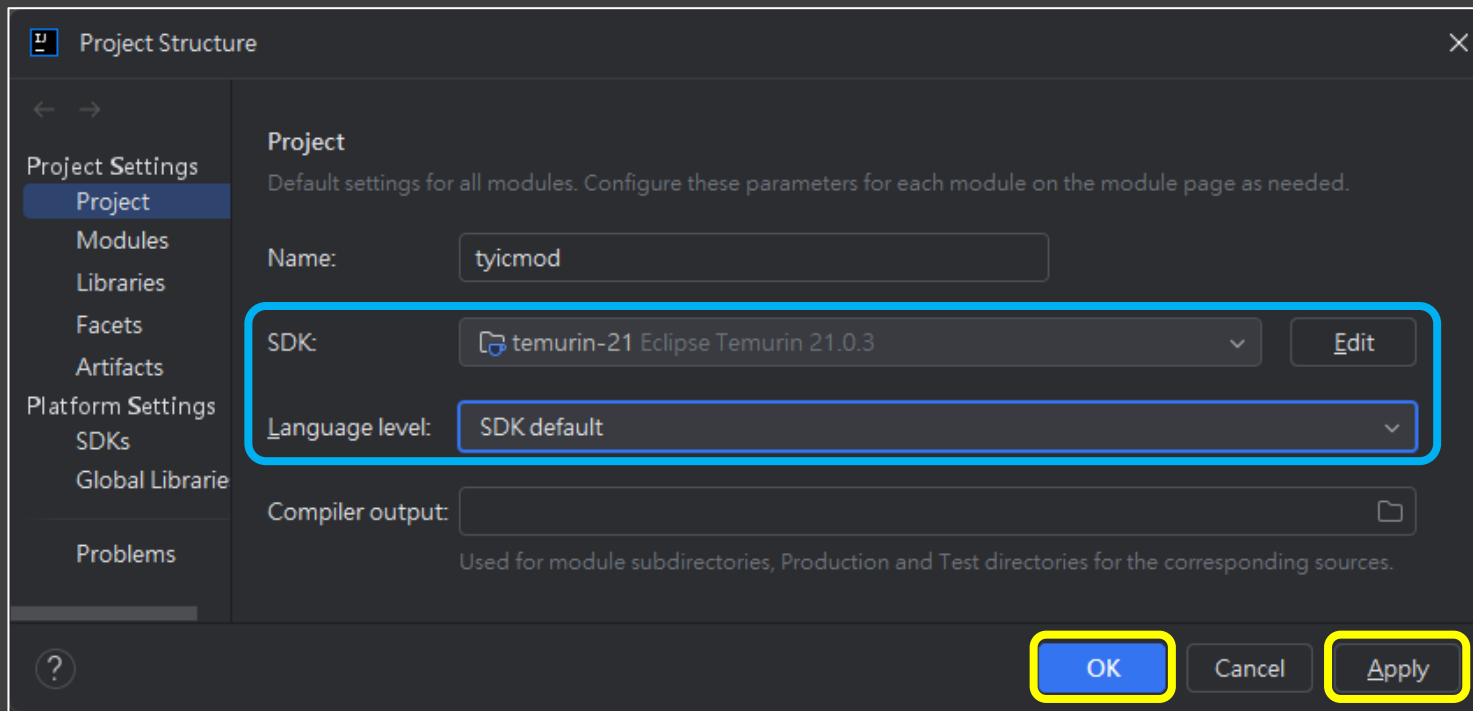 Project Structure
Project Settings
Project
Modules
Libraries
Facets
Artifacts
Platform Settings
SDKs
Global Librarie
Problems
Project
Default settings for all modules. Configure these parameters for each module on the module page as needed.
Name: tyicmod
SDK: temurin-21 Eclipse Temurin 21.0.3 Edit
Language level: SDK default
Compiler output:
Used for module subdirectories, Production and Test directories for the corresponding sources.
? OK Cancel Apply